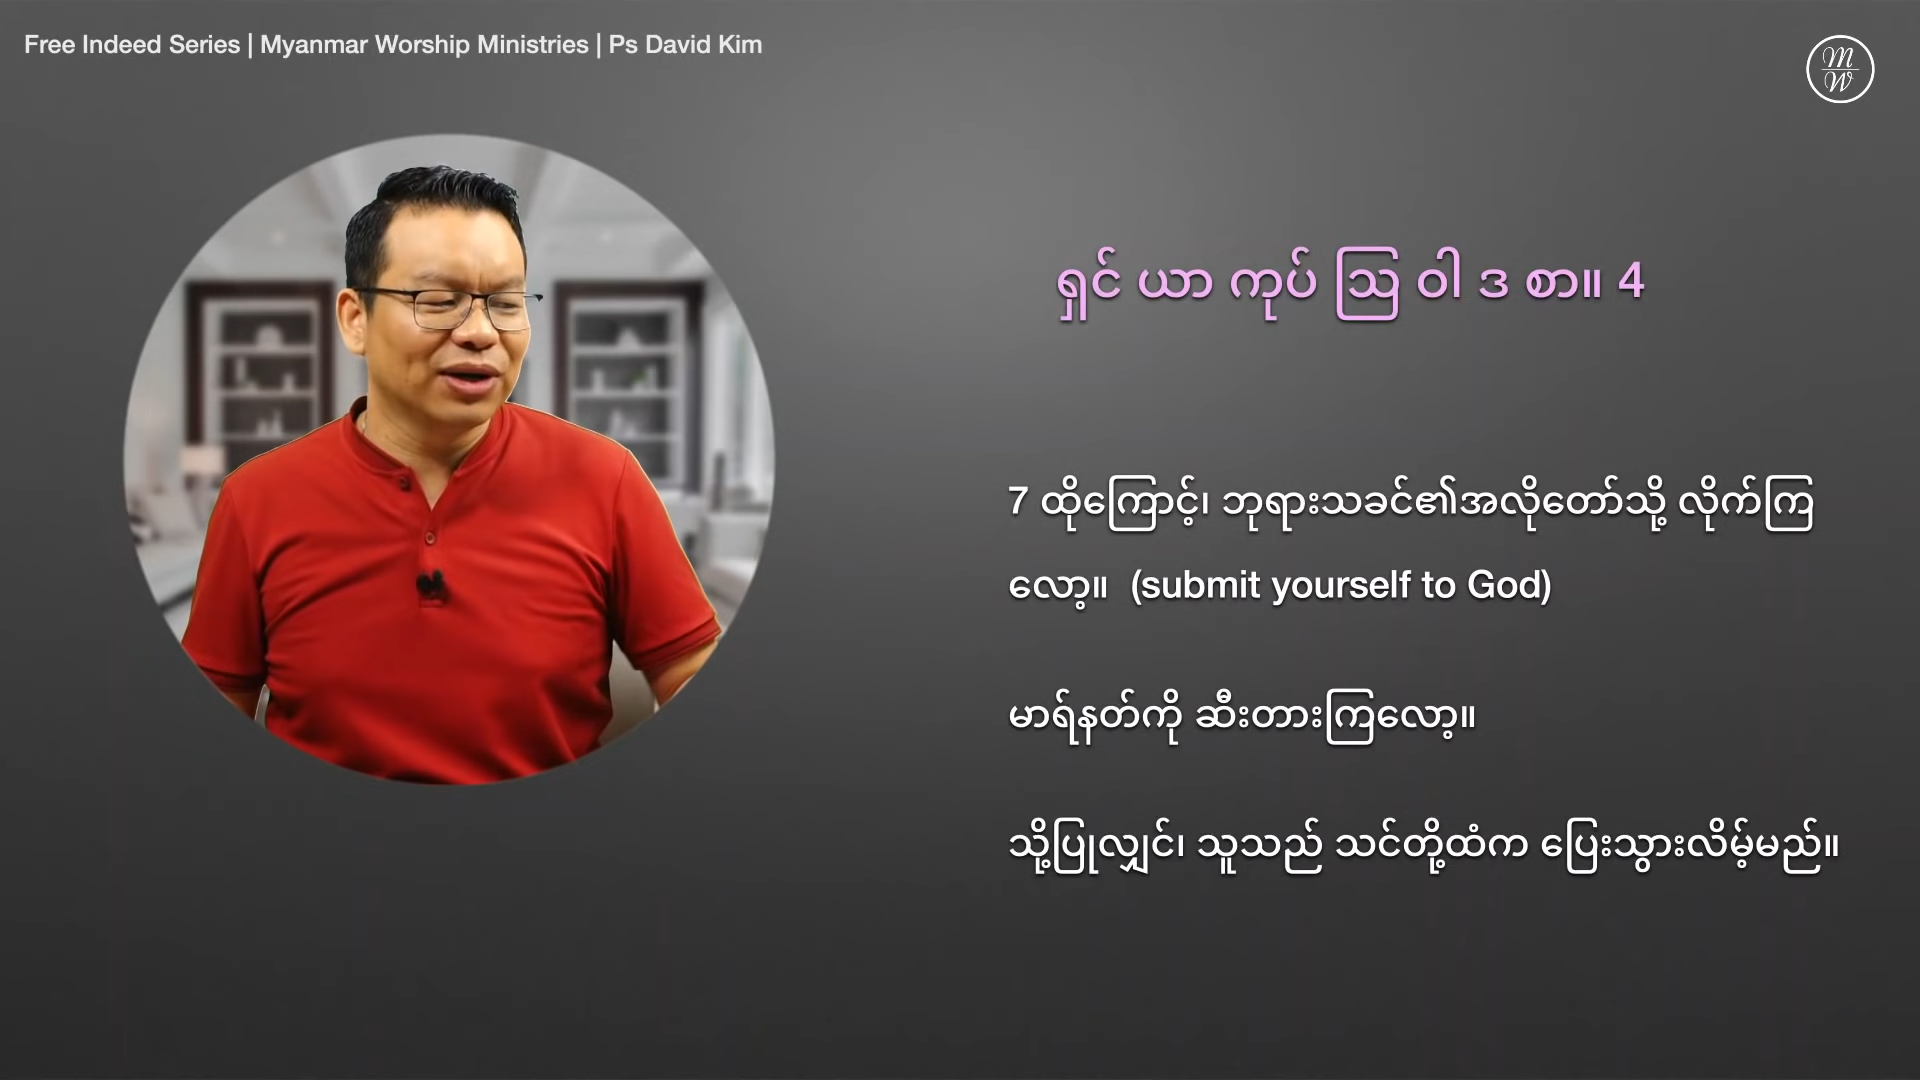 Free Indeed Series | Myanmar Worship Ministries | Ps David Kim
MW
ရှင် ယာ ကုပ် ဩ ဝါ ဒ စာ။ 4
7 ထိုကြောင့်၊ ဘုရားသခင်၏အလိုတော်သို့ လိုက်ကြ
လော့။ (submit yourself to God)
မာရ်နတ်ကို ဆီးတားကြလော့။
သို့ပြုလျှင်၊ သူသည် သင်တို့ထံက ပြေးသွားလိမ့်မည်။